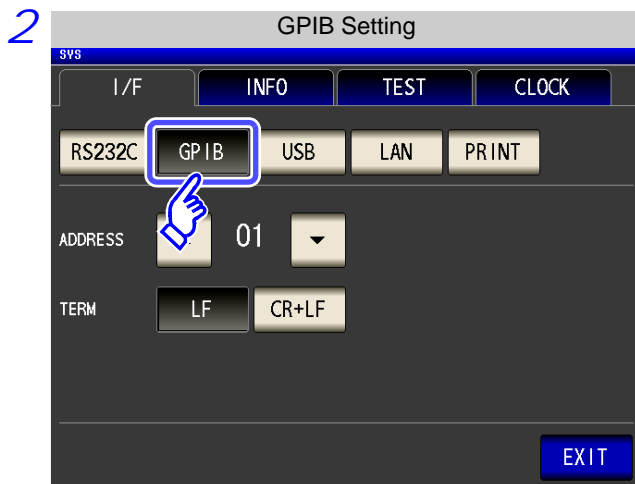 2
GPIB Setting
SYS
I/F INFO TEST CLOCK
RS232C GPIB USB LAN PRINT
ADDRESS 01
TERM LF CR+LF
EXIT